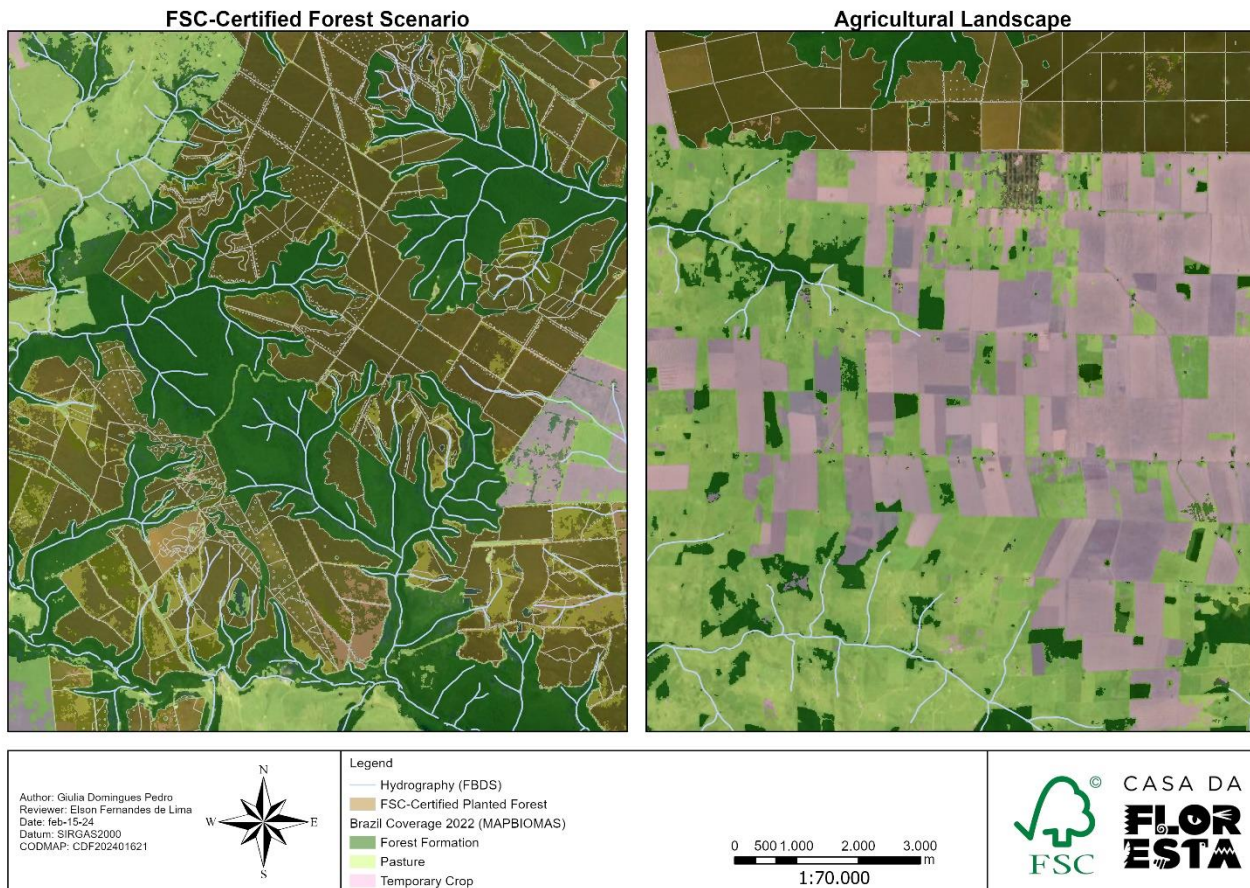 FSC-Certified Forest Scenario
Agricultural Landscape
Author: Giulia Domingues Pedro
Reviewer: Elson Fernandes de Lima
Date: feb-15-24
Datum: SIRGAS2000
CODMAP: CDF202401621
N
W
E
S
Legend
Hydrography (FBDS)
FSC-Certified Planted Forest
Brazil Coverage 2022 (MAPBIOMAS)
Forest Formation
Pasture
Temporary Crop
0 500 1.000 2.000 3.000
m
1:70.000
©
FSC
CASA DA
FLOR
ESTA